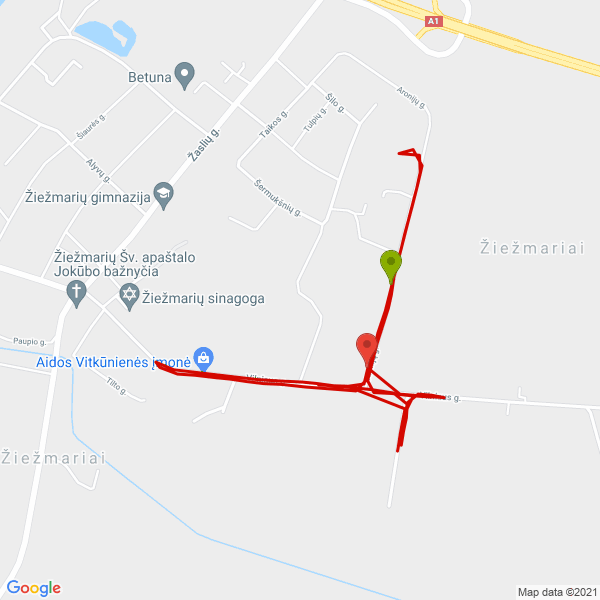 A1
Betuna
Aronijų g.
Šilo g.
Tulpių g.
Taikos g.
Šiaurės g.
Žaslių g.
Alyvų g.
Žiežmarių gimnazija
Šermukšnių g.
Žiežmariai
Žiežmarių Šv. apaštalo
Jokūbo bažnyčia
Žiežmarių sinagoga
Paupio g.
Aidos Vitkūnienės įmonė
Tilto g.
Vilniaus g.
Žiežmariai
Google
Map data ©2021